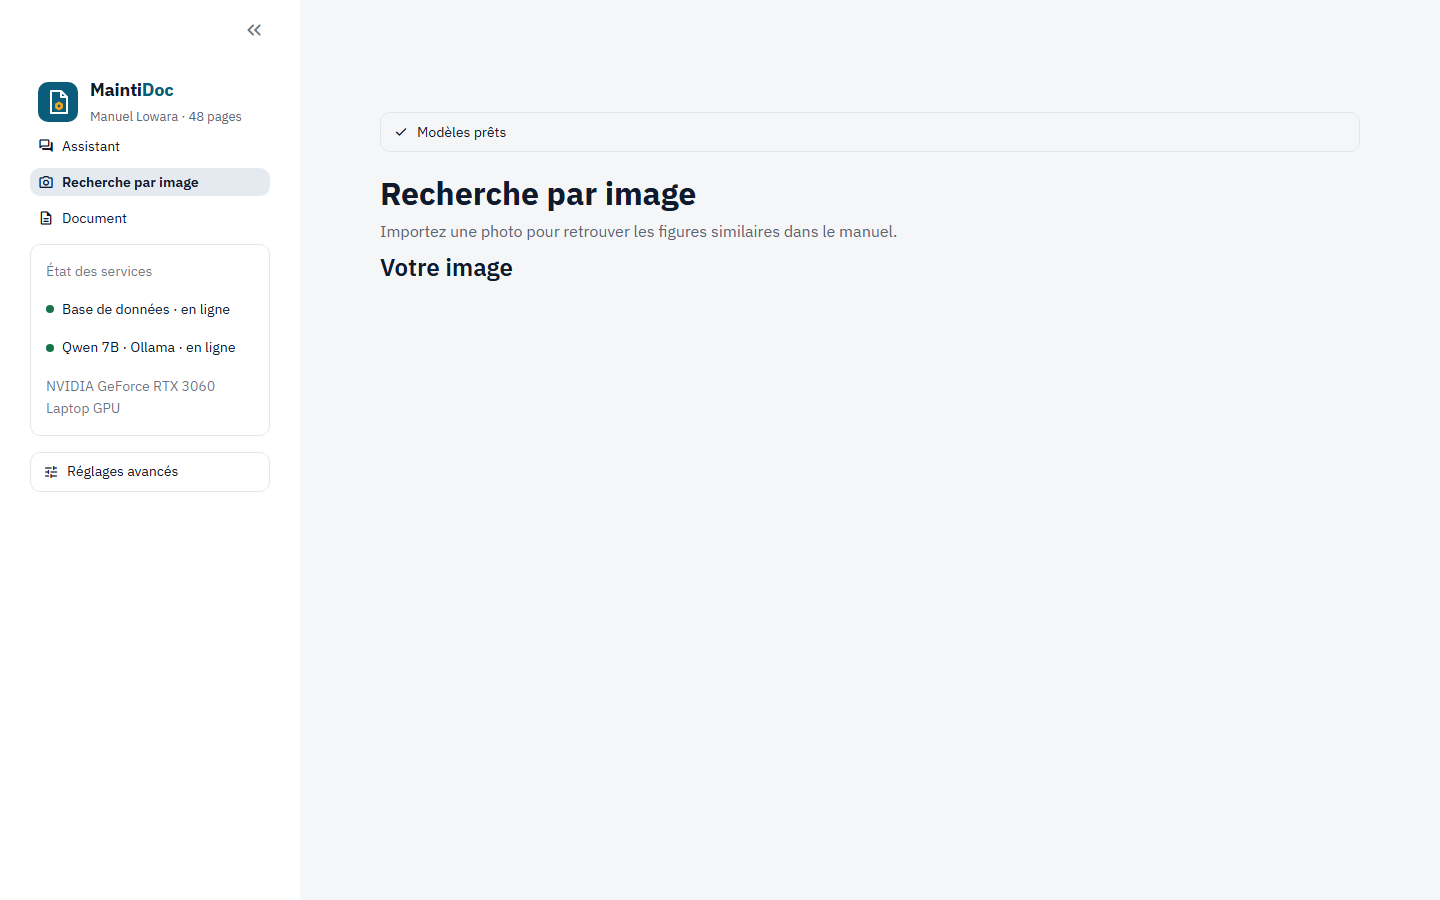 MaintiDoc
Manuel Lowara · 48 pages
Assistant
Recherche par image
Document
État des services
Base de données · en ligne
Qwen 7B · Ollama · en ligne
NVIDIA GeForce RTX 3060
Laptop GPU
Réglages avancés
Modèles prêts
Recherche par image
Importez une photo pour retrouver les figures similaires dans le manuel.
Votre image